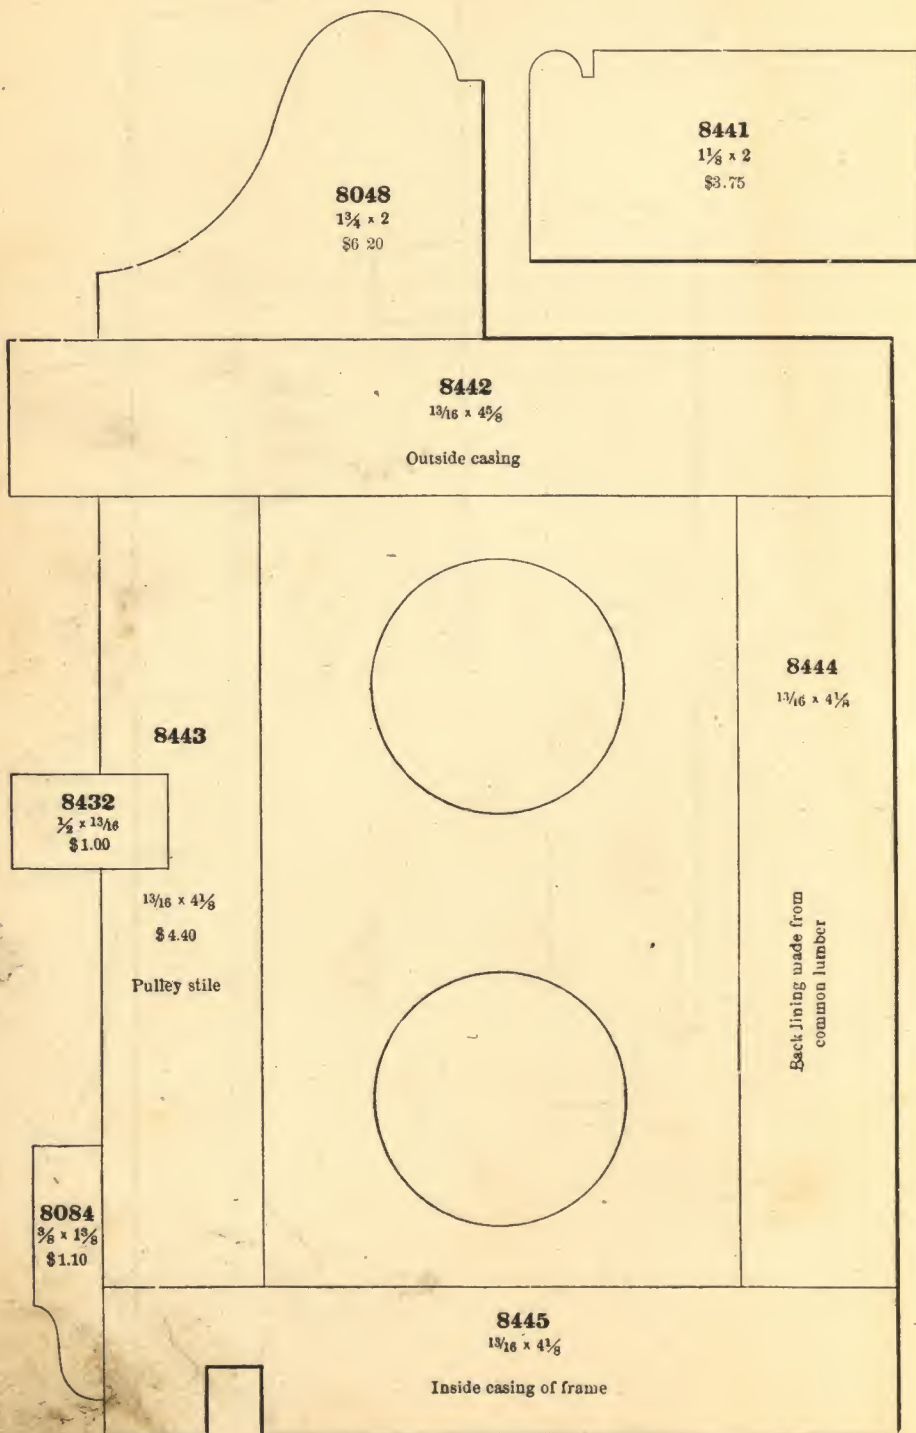 8048
1¾ x 2
$6 20
8441
1⅛ x 2
$3.75
8442
13/16 x 4⅝
Outside casing
8443
13/16 x 4⅛
$4.40
Pulley stile
8444
13/16 x 4⅛
Back lining made from
common lumber
8432
½ x 13/16
$1.00
8084
⅜ x 1⅜
$1.10
8445
13/16 x 4⅛
Inside casing of frame